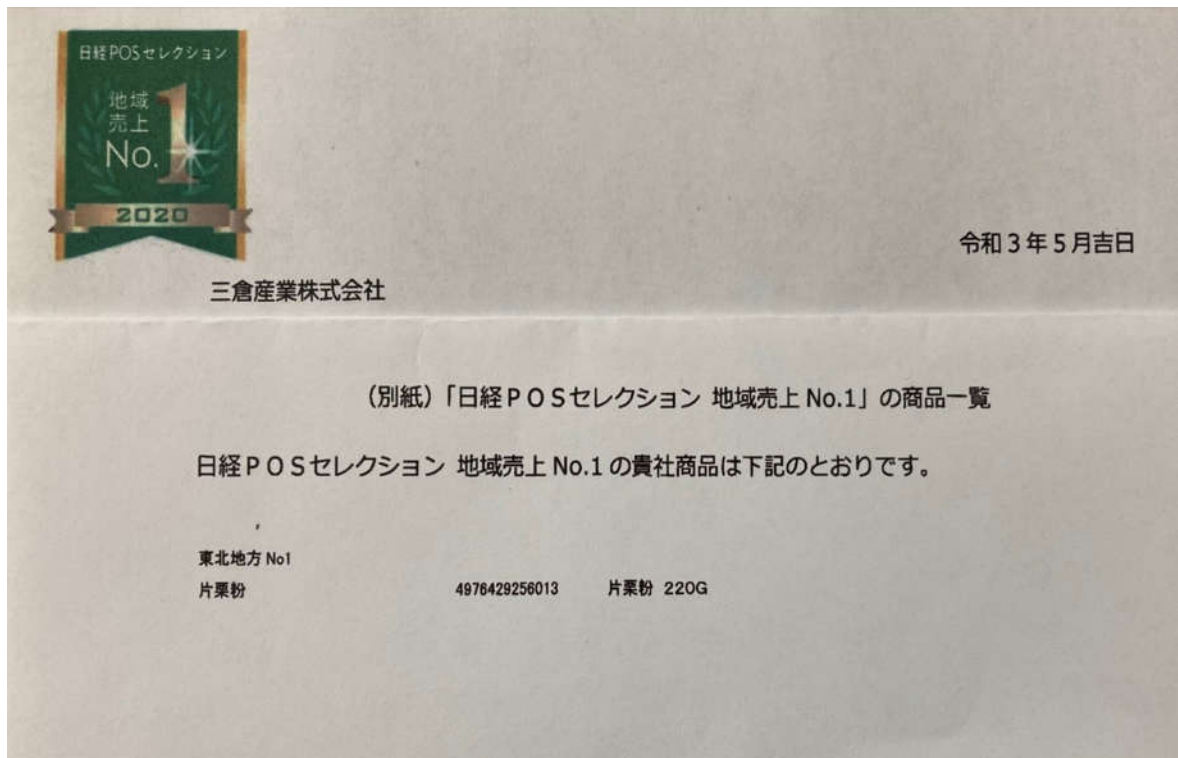 日経POSセレクション
地域
売上
No.1
2020
令和3年5月吉日
三倉産業株式会社
(別紙)「日経POSセレクション 地域売上 No.1」の商品一覧
日経POSセレクション 地域売上 No.1 の貴社商品は下記のとおりです。
東北地方 No1
片栗粉 4976429256013 片栗粉 220G